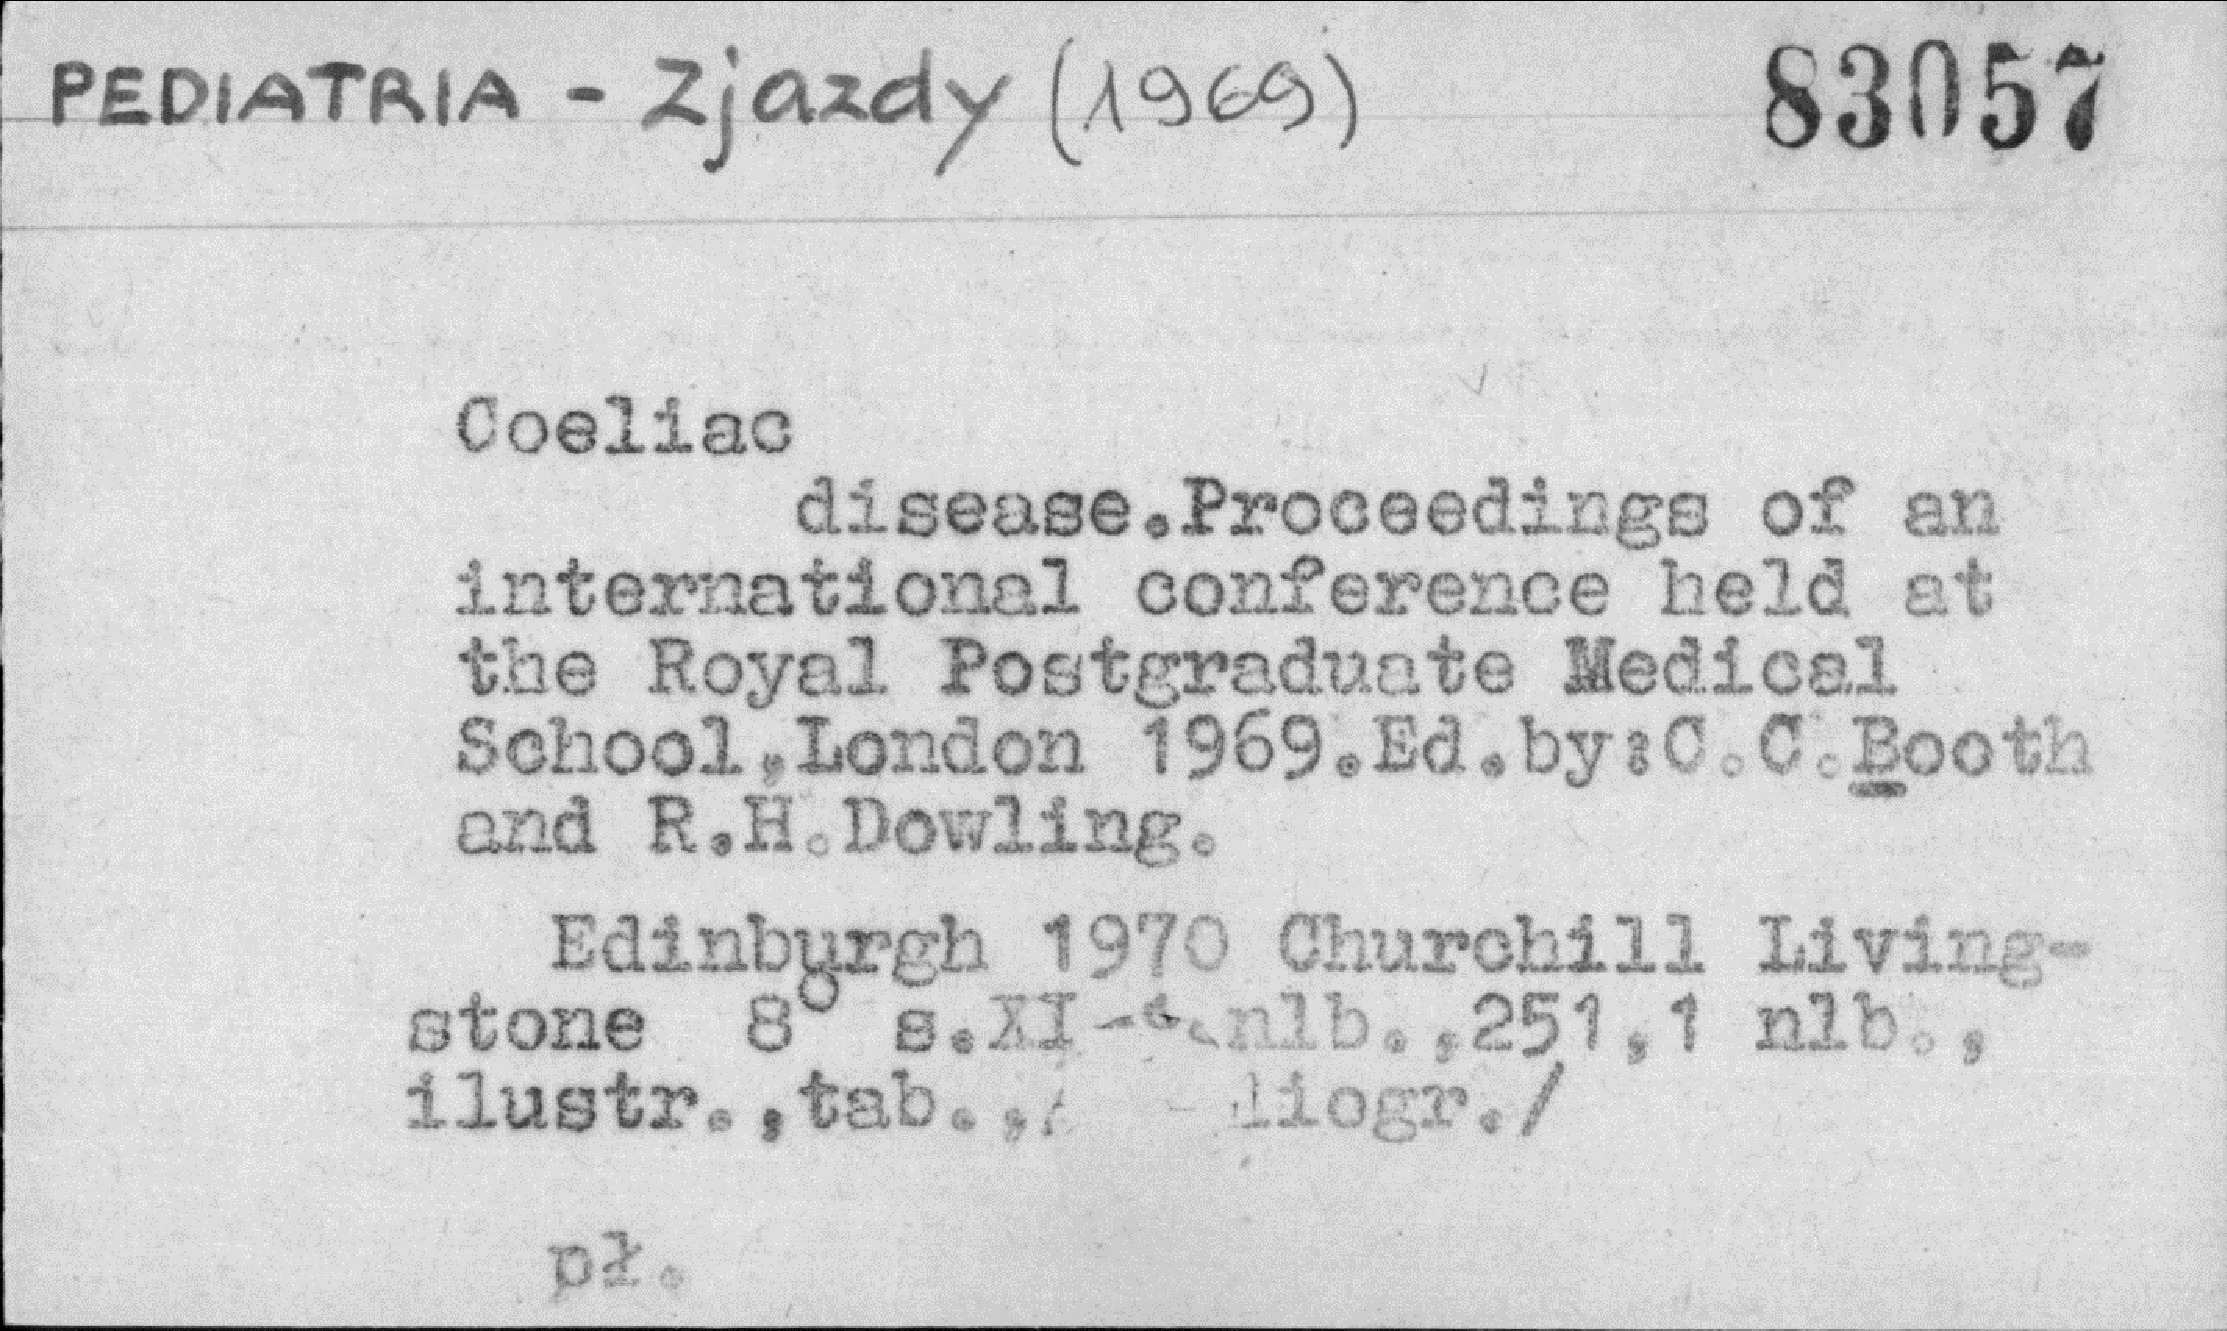 PEDIATRIA - Zjazdy (1969) 83057
Coeliac
disease.Proceedings of an
international conference held at
the Royal Postgraduate Medical
School,London 1969.Ed.by:C.C.Booth
and R.H.Dowling.
Edinburgh 1970 Churchill Living-
stone 8° s.XI nlb.,251,1 nlb.,
ilustr.,tab.,
pł.